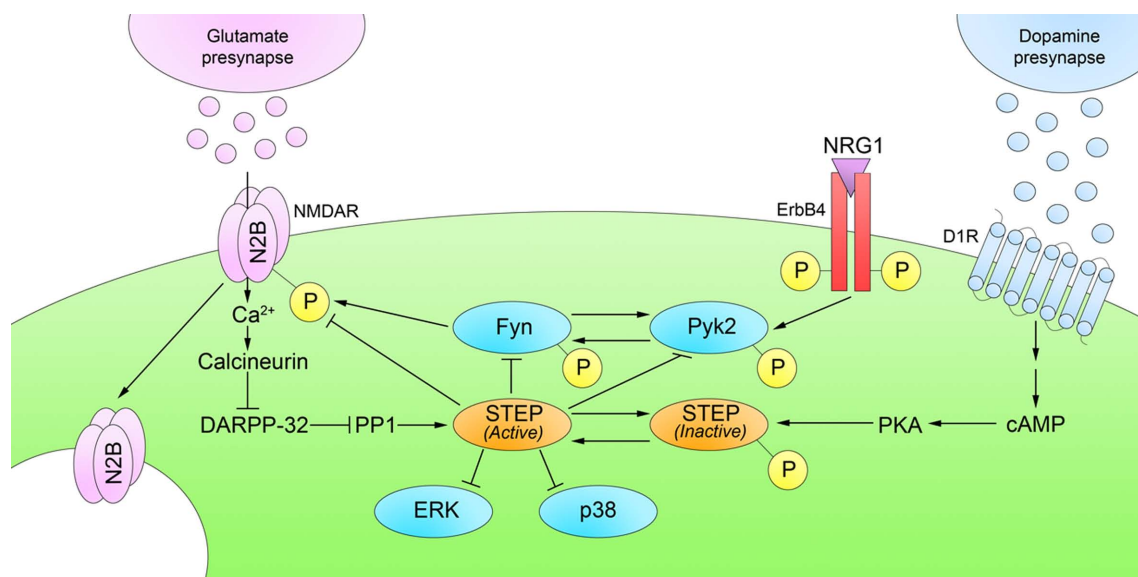 Glutamate
presynapse
Dopamine
presynapse
NRG1
NMDAR
ErbB4
D1R
N2B
P
P
P
Ca²⁺
Fyn
Pyk2
Calcineurin
P
P
DARPP-32
PP1
STEP
(Active)
STEP
(Inactive)
PKA
cAMP
N2B
P
ERK
p38